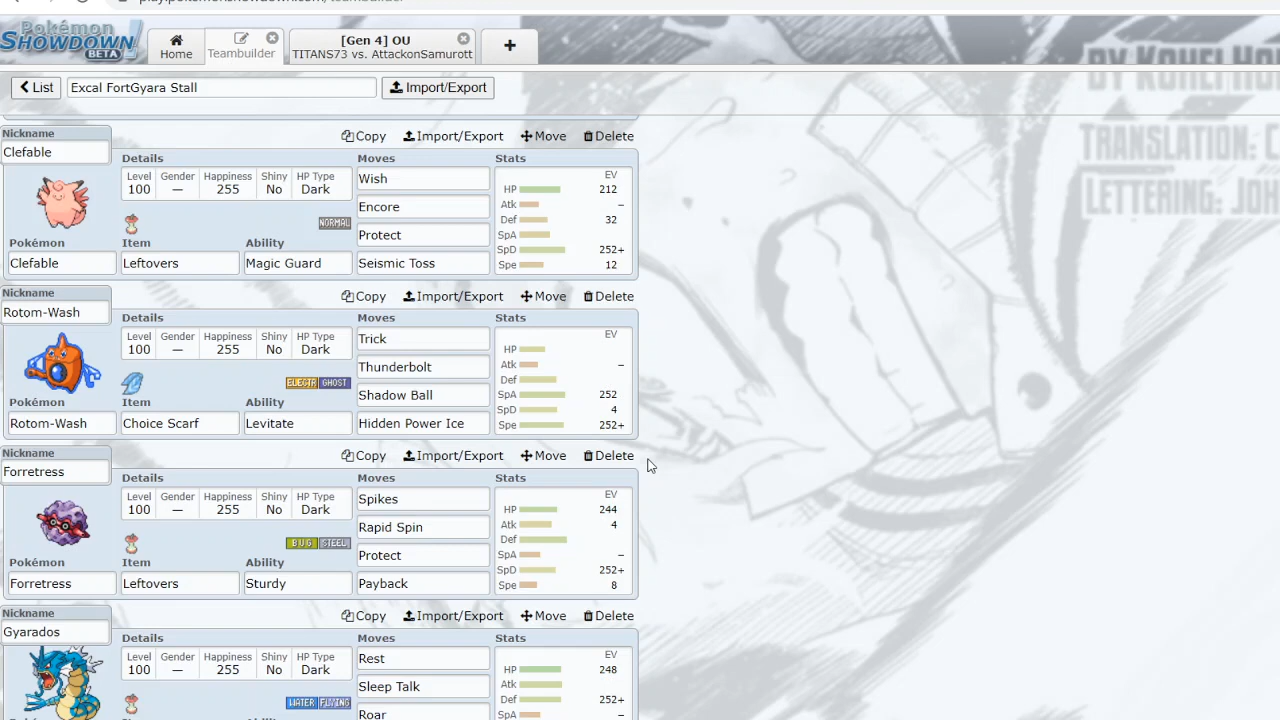 play.pokemonshowdown.com/teambuilder
Pokémon
SHOWDOWN
BETA
Home
Teambuilder
[Gen 4] OU
TITANS73 vs. AttackonSamurott
+
List
Excal FortGyara Stall
Import/Export
BY KOHEI HO
TRANSLATION: C
LETTERING: JOH
Nickname
Clefable
Copy Import/Export Move Delete
Details Moves Stats
Level Gender Happiness Shiny HP Type
100 — 255 No Dark
NORMAL
Pokémon Item Ability
Clefable Leftovers Magic Guard
Wish
Encore
Protect
Seismic Toss
EV
HP 212
Atk –
Def 32
SpA
SpD 252+
Spe 12
Nickname
Rotom-Wash
Copy Import/Export Move Delete
Details Moves Stats
Level Gender Happiness Shiny HP Type
100 — 255 No Dark
ELECTR GHOST
Pokémon Item Ability
Rotom-Wash Choice Scarf Levitate
Trick
Thunderbolt
Shadow Ball
Hidden Power Ice
EV
HP
Atk –
Def
SpA 252
SpD 4
Spe 252+
Nickname
Forretress
Copy Import/Export Move Delete
Details Moves Stats
Level Gender Happiness Shiny HP Type
100 — 255 No Dark
BUG STEEL
Pokémon Item Ability
Forretress Leftovers Sturdy
Spikes
Rapid Spin
Protect
Payback
EV
HP 244
Atk 4
Def
SpA –
SpD 252+
Spe 8
Nickname
Gyarados
Copy Import/Export Move Delete
Details Moves Stats
Level Gender Happiness Shiny HP Type
100 — 255 No Dark
WATER FLYING
Rest
Sleep Talk
Roar
EV
HP 248
Atk
Def 252+
SpA –